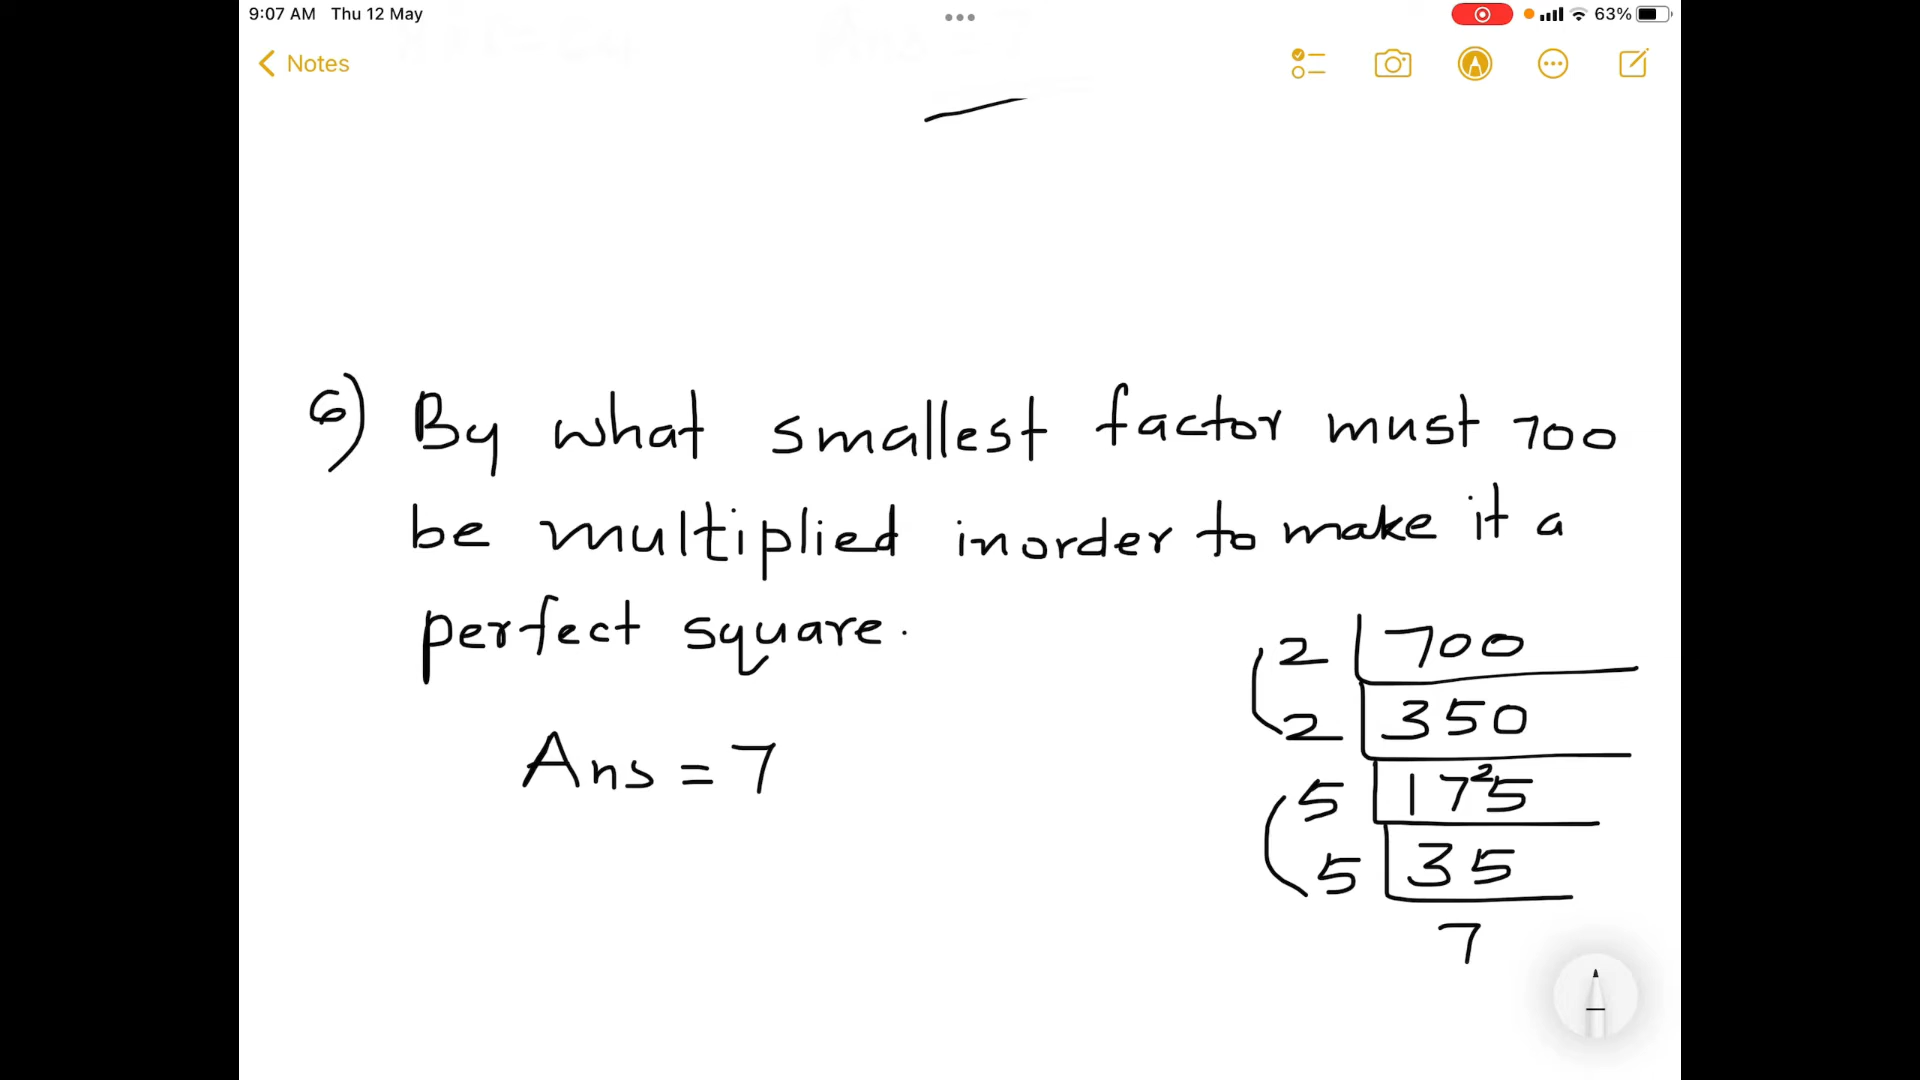 9:07 AM Thu 12 May
63%
Notes
6) By what smallest factor must 700
be multiplied inorder to make it a
perfect square.
Ans = 7
2 700
2 350
5 17²5
5 35
7